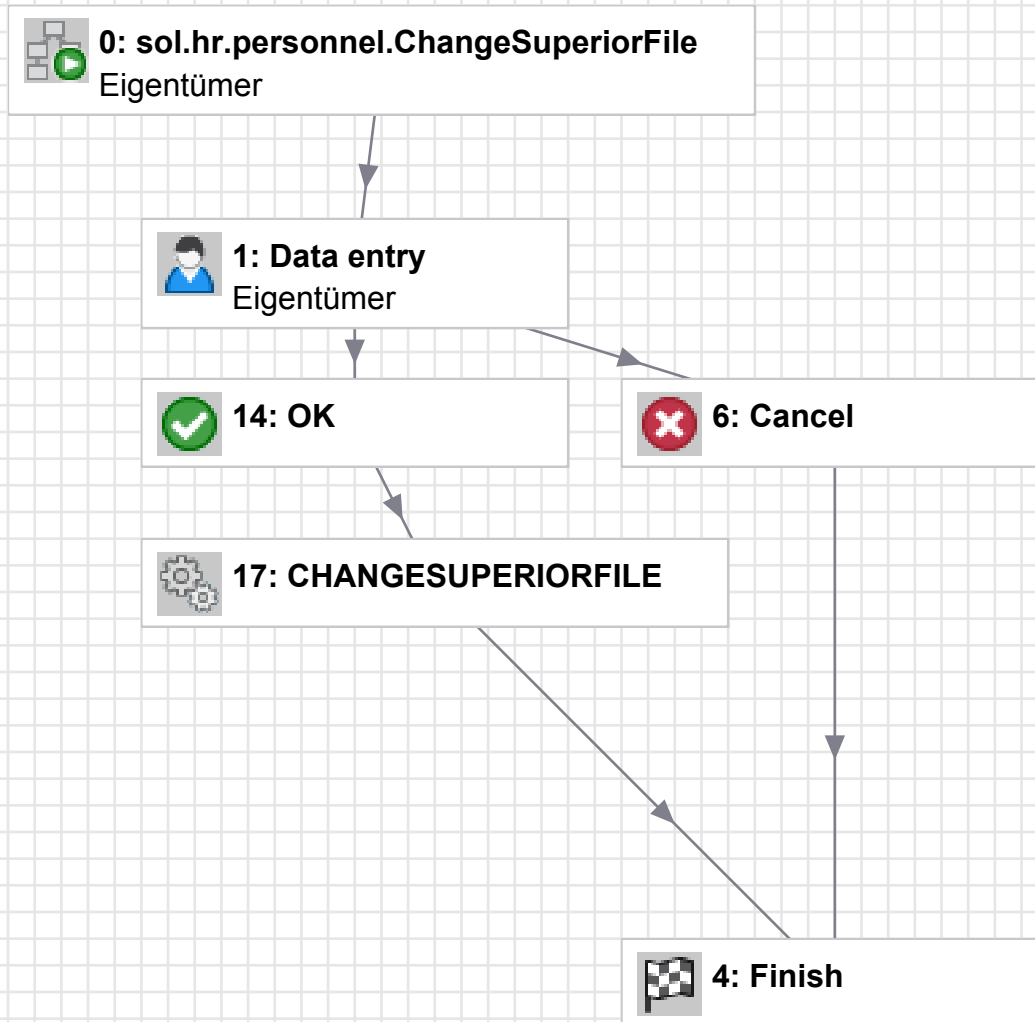 0: sol.hr.personnel.ChangeSuperiorFile
Eigentümer
1: Data entry
Eigentümer
14: OK
6: Cancel
17: CHANGESUPERIORFILE
4: Finish